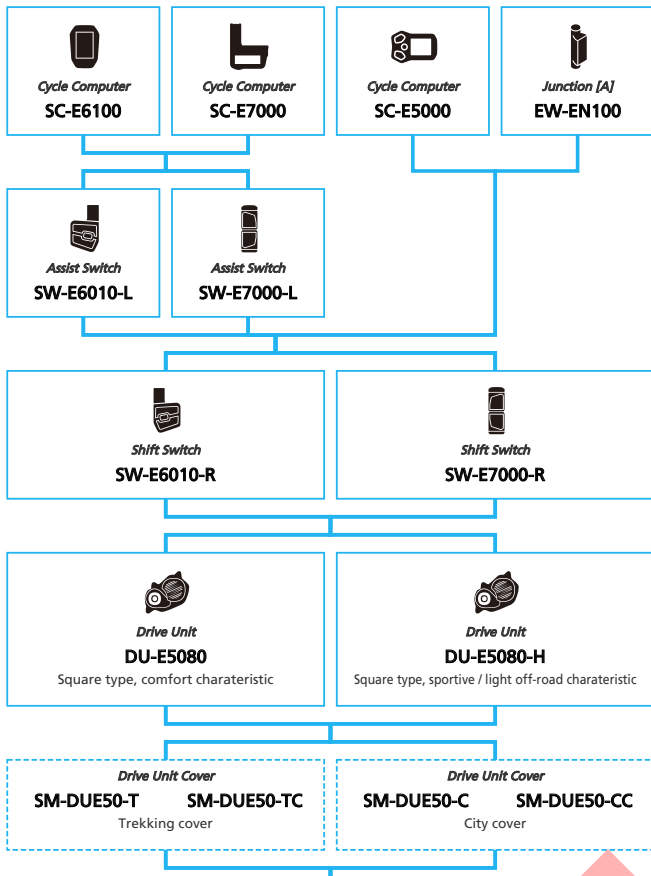 Cycle Computer
SC-E6100
Cycle Computer
SC-E7000
Cycle Computer
SC-E5000
Junction [A]
EW-EN100
Assist Switch
SW-E6010-L
Assist Switch
SW-E7000-L
Shift Switch
SW-E6010-R
Shift Switch
SW-E7000-R
Drive Unit
DU-E5080
Square type, comfort charateristic
Drive Unit
DU-E5080-H
Square type, sportive / light off-road charateristic
Drive Unit Cover
SM-DUE50-T SM-DUE50-TC
Trekking cover
Drive Unit Cover
SM-DUE50-C SM-DUE50-CC
City cover